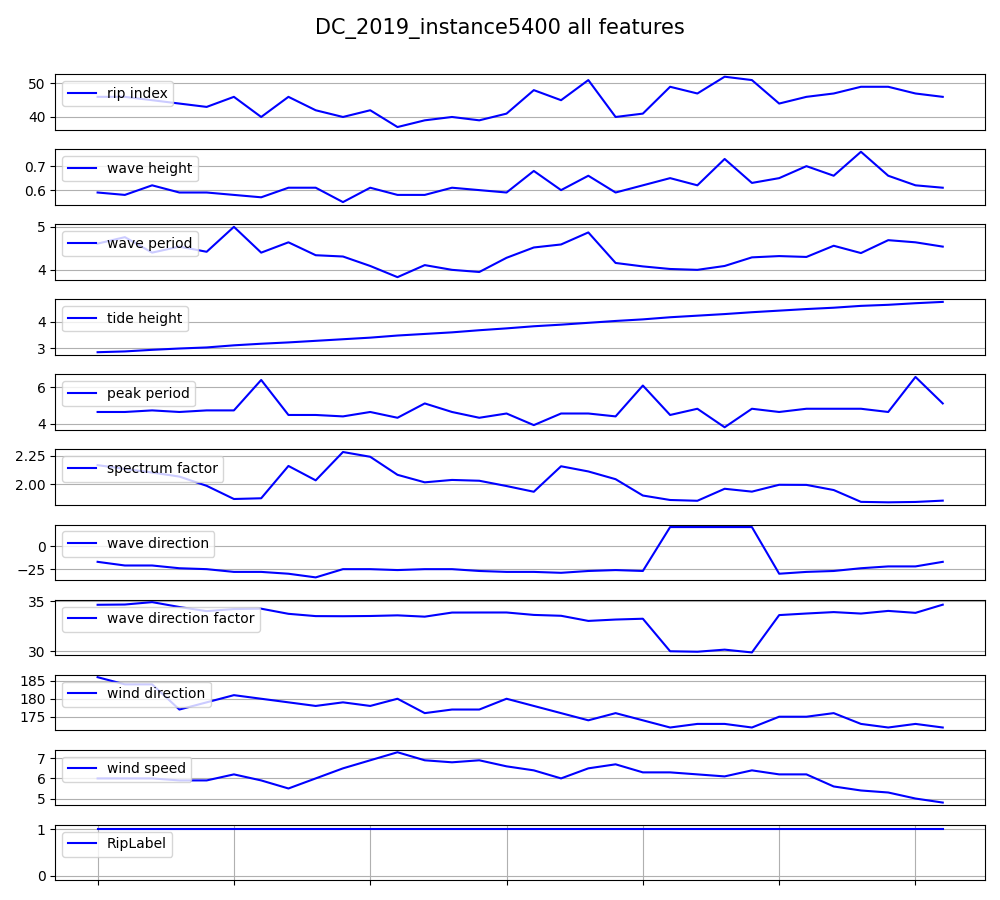 DC_2019_instance5400 all features
50
40
rip index
0.7
0.6
wave height
5
4
wave period
4
3
tide height
6
4
peak period
2.25
2.00
spectrum factor
0
−25
wave direction
35
30
wave direction factor
185
180
175
wind direction
7
6
5
wind speed
1
0
RipLabel